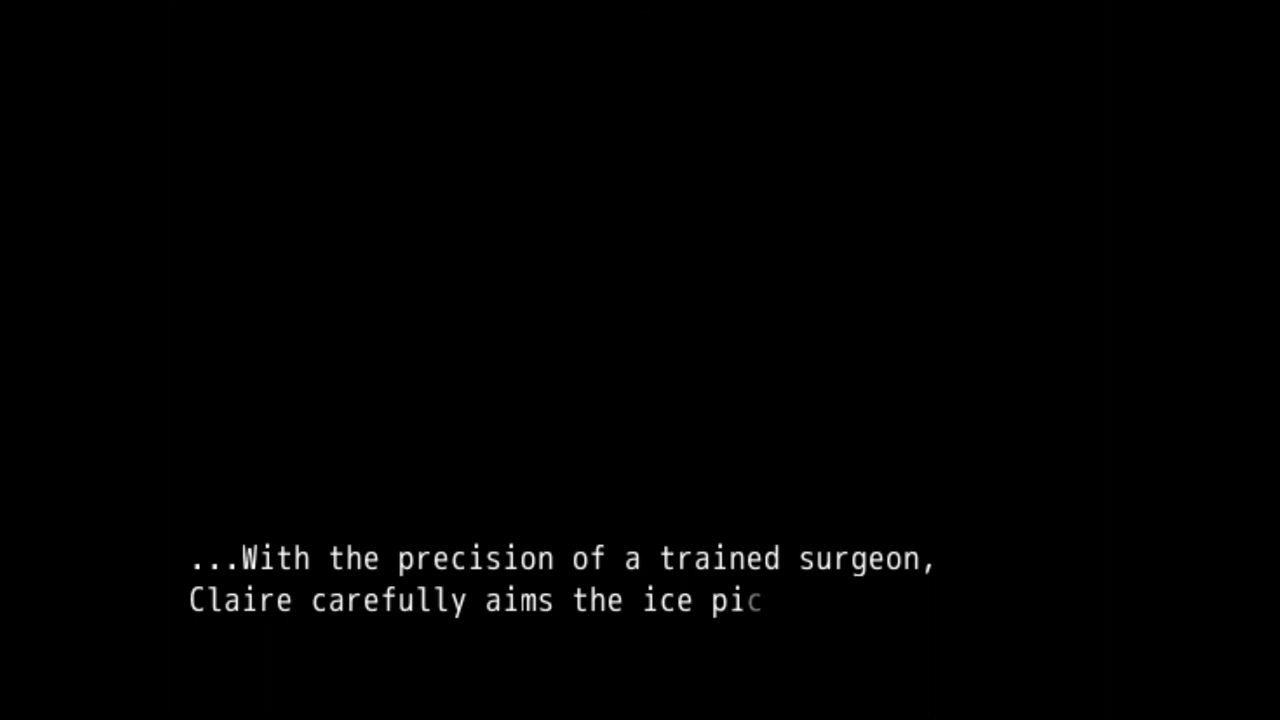 ...With the precision of a trained surgeon,
Claire carefully aims the ice pic